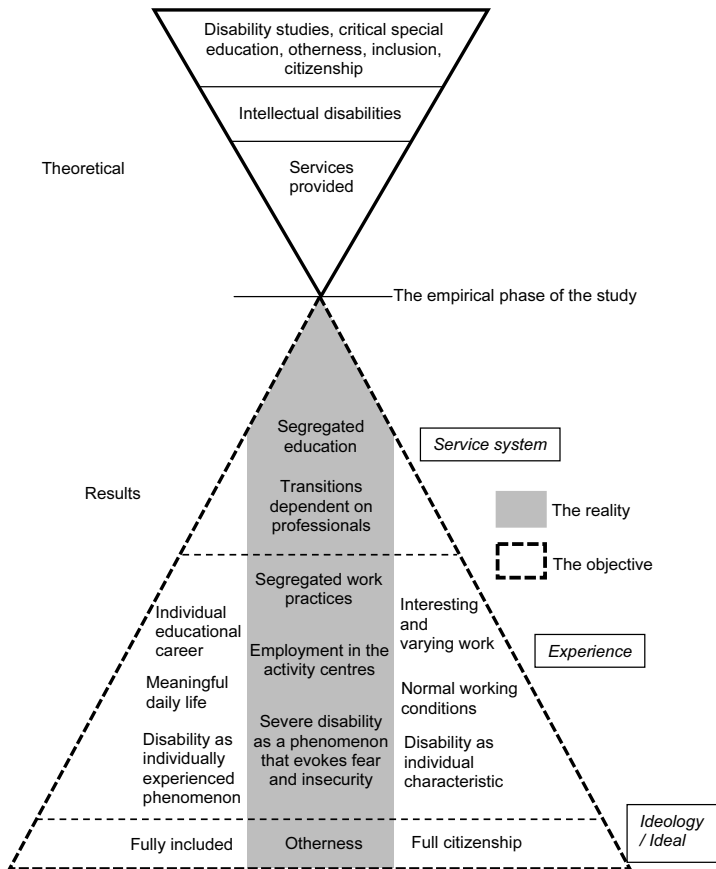 Disability studies, critical special
education, otherness, inclusion,
citizenship
Intellectual disabilities
Theoretical
Services
provided
The empirical phase of the study
Segregated
education
Service system
Results
Transitions
dependent on
professionals
The reality
The objective
Segregated work
practices
Individual
educational
career
Interesting
and
varying work
Employment in the
activity centres
Experience
Meaningful
daily life
Normal working
conditions
Severe disability
as a phenomenon
that evokes fear
and insecurity
Disability as
individually
experienced
phenomenon
Disability as
individual
characteristic
Ideology
/ Ideal
Fully included
Otherness
Full citizenship